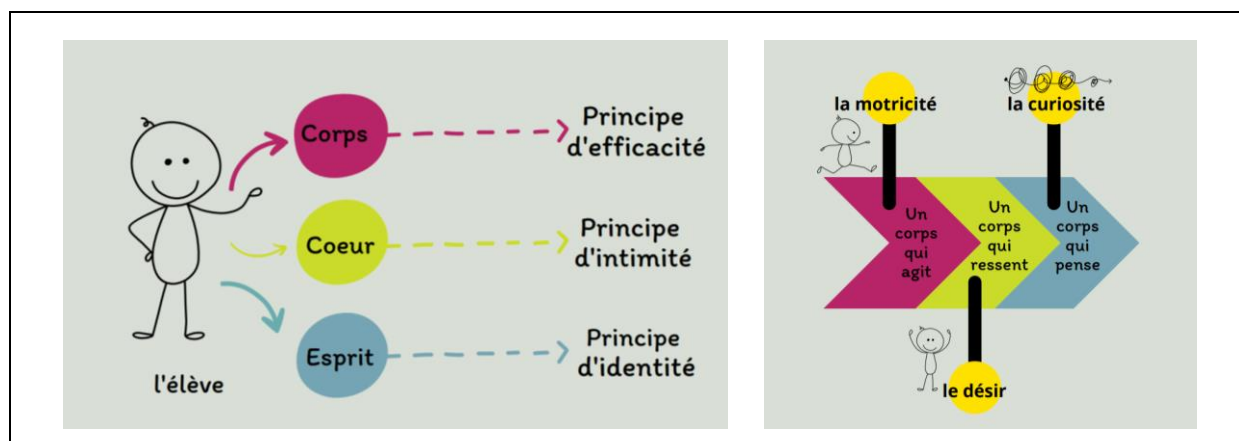 Corps
Principe
d'efficacité
Coeur
Principe
d'intimité
Esprit
Principe
d'identité
l'élève
la motricité
la curiosité
Un
corps
qui
agit
Un
corps
qui
ressent
Un
corps
qui
pense
le désir